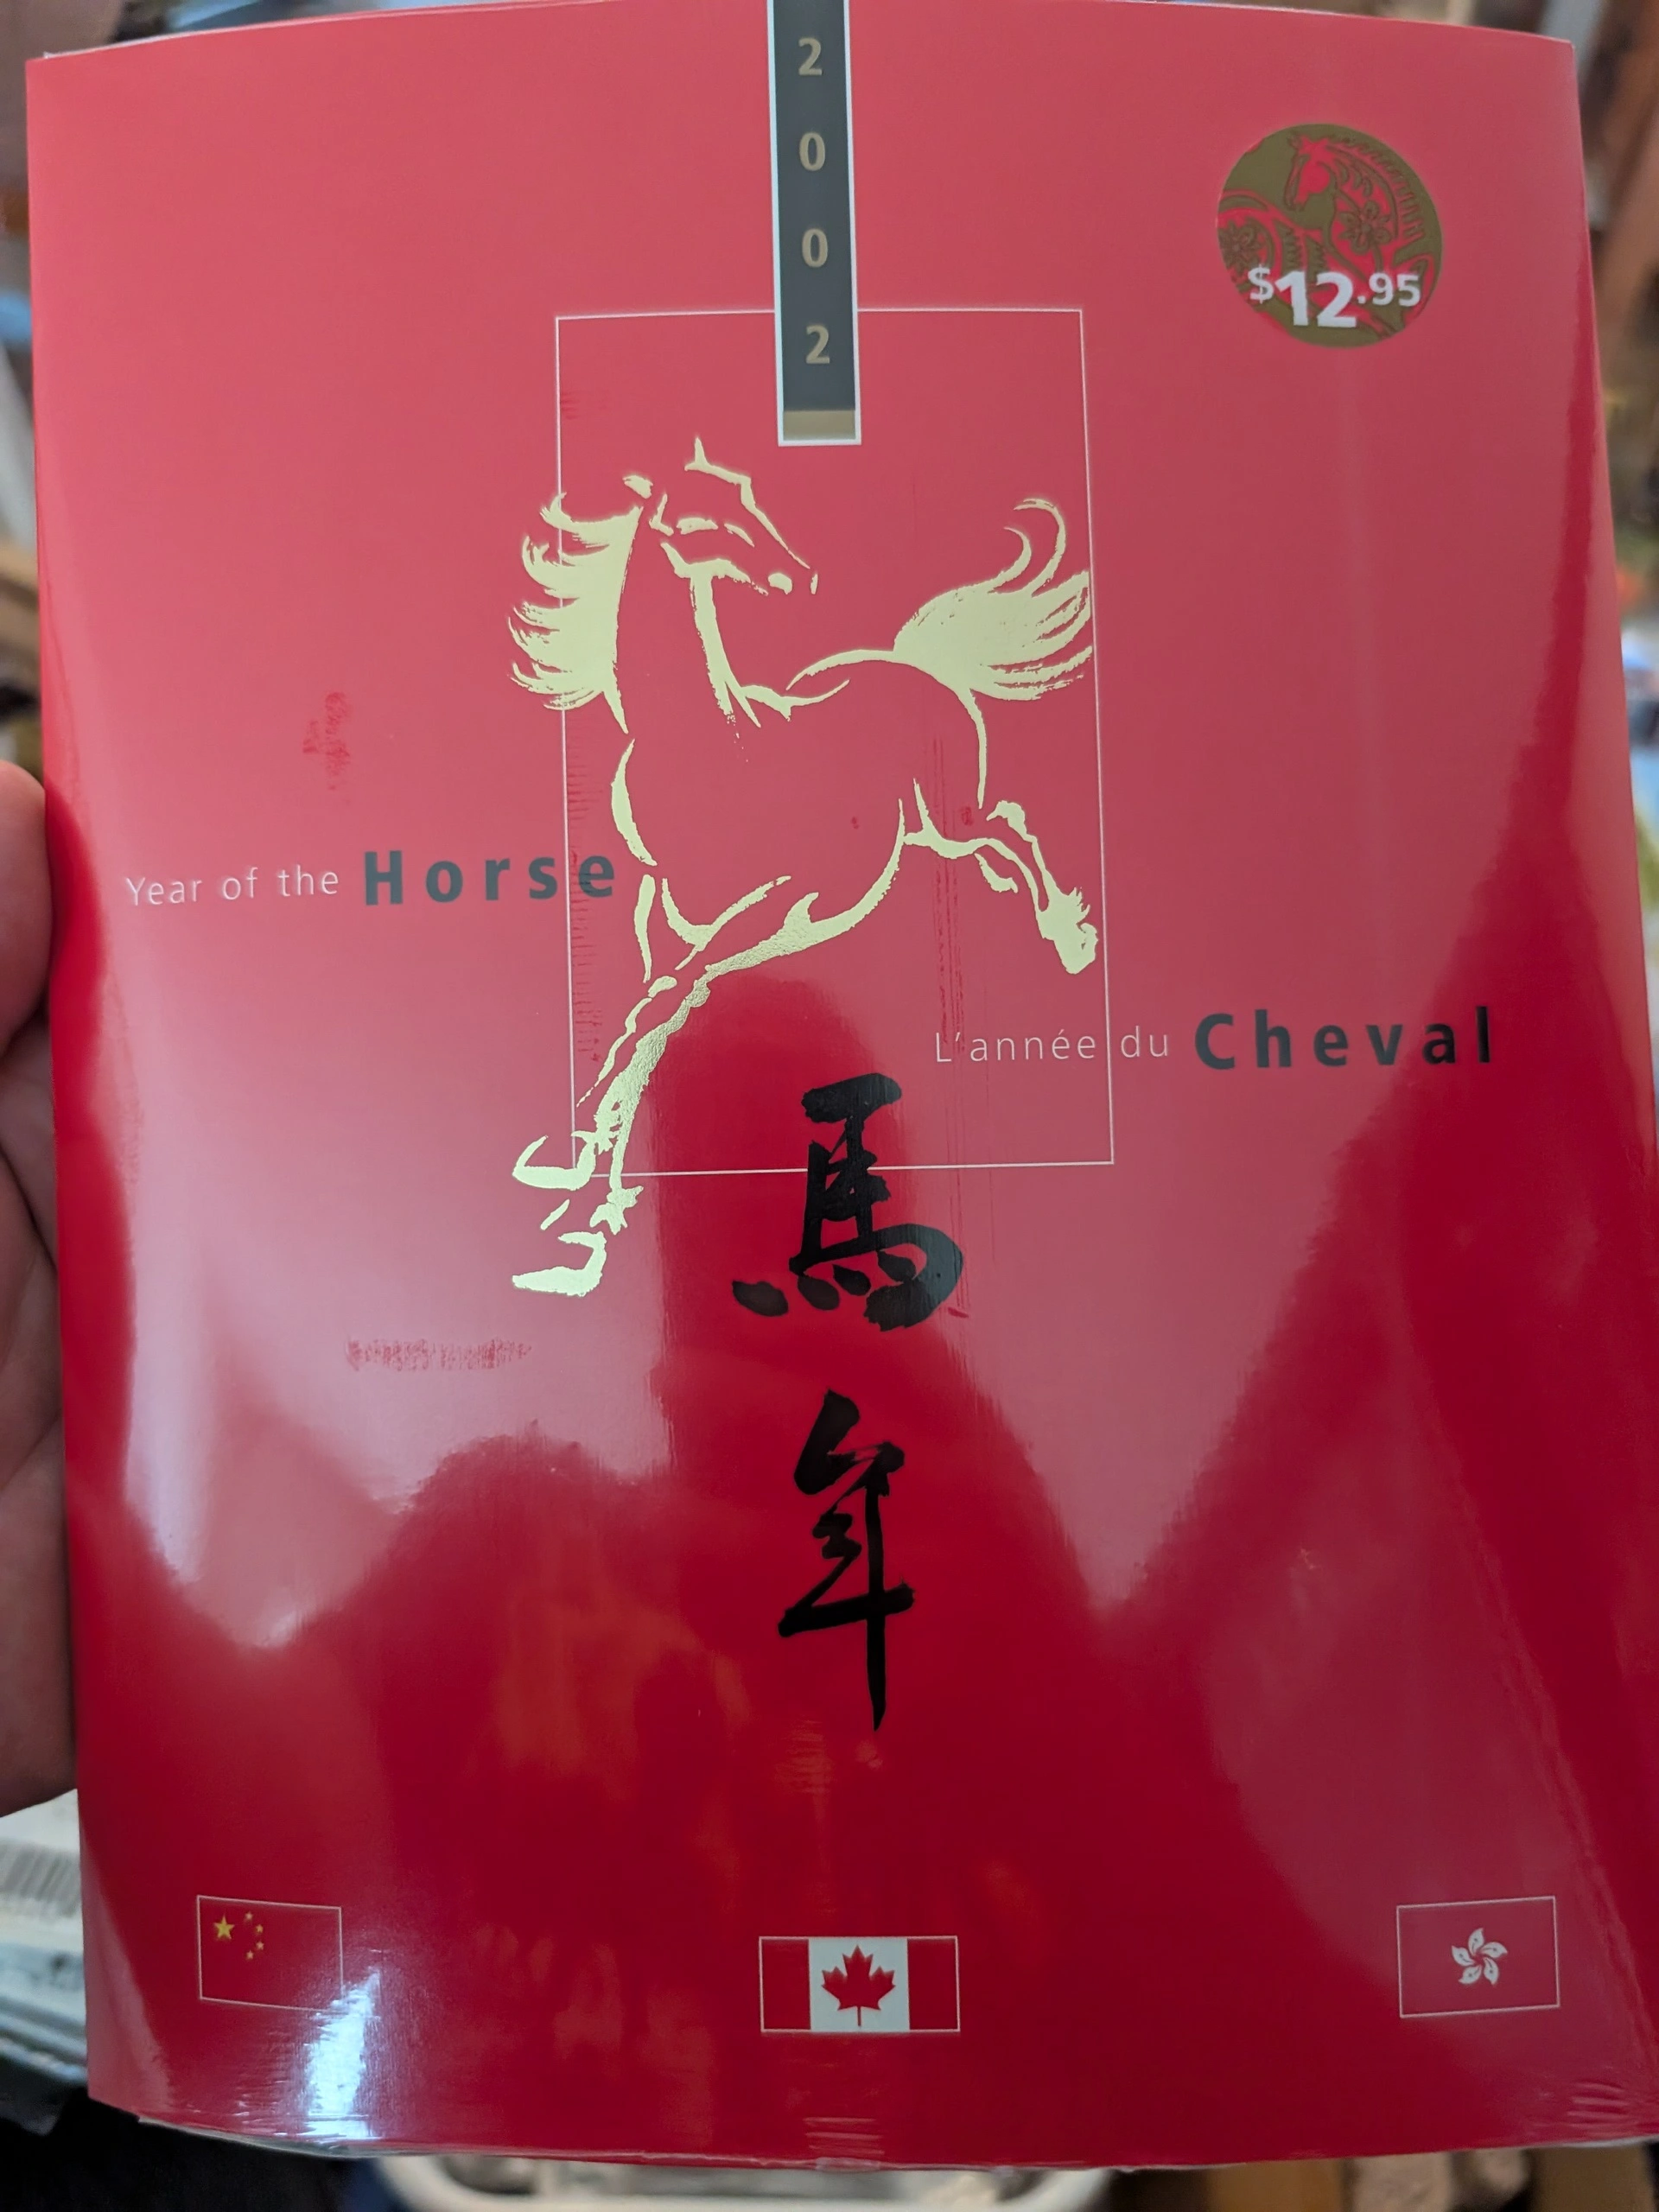 2002
$12.95
Year of the Horse
L'année du Cheval
馬年